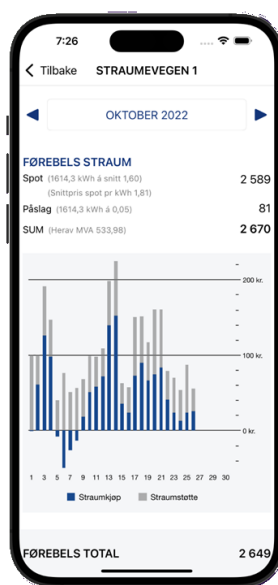 7:26
Tilbake STRAUMEVEGEN 1
OKTOBER 2022
FØREBELS STRAUM
Spot (1614,3 kWh á snitt 1,60) 2 589
(Snittpris spot pr kWh 1,81)
Påslag (1614,3 kWh á 0,05) 81
SUM (Herav MVA 533,98) 2 670
200 kr.
100 kr.
0 kr.
1 3 5 7 9 11 13 15 17 19 21 23 25 27 29 30
Straumkjøp Straumstøtte
FØREBELS TOTAL 2 649